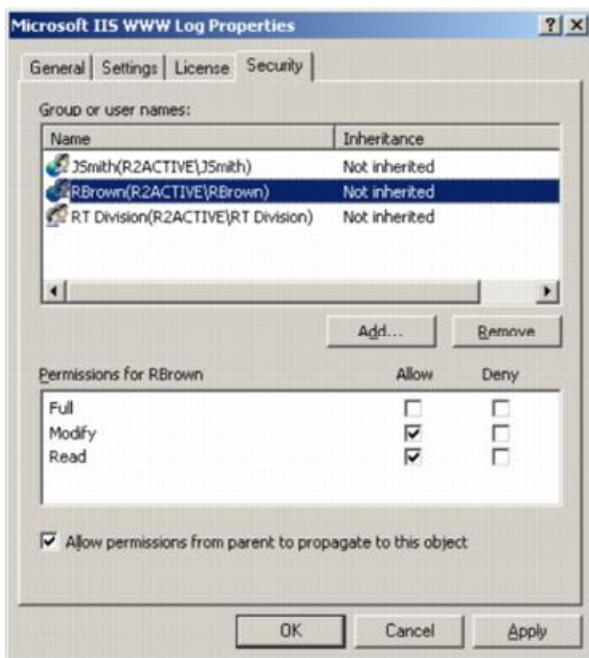 Microsoft IIS WWW Log Properties
General Settings License Security
Group or user names:
Name Inheritance
JSmith(R2ACTIVE\JSmith) Not inherited
RBrown(R2ACTIVE\RBrown) Not inherited
RT Division(R2ACTIVE\RT Division) Not inherited
Add... Remove
Permissions for RBrown Allow Deny
Full
Modify
Read
Allow permissions from parent to propagate to this object
OK Cancel Apply